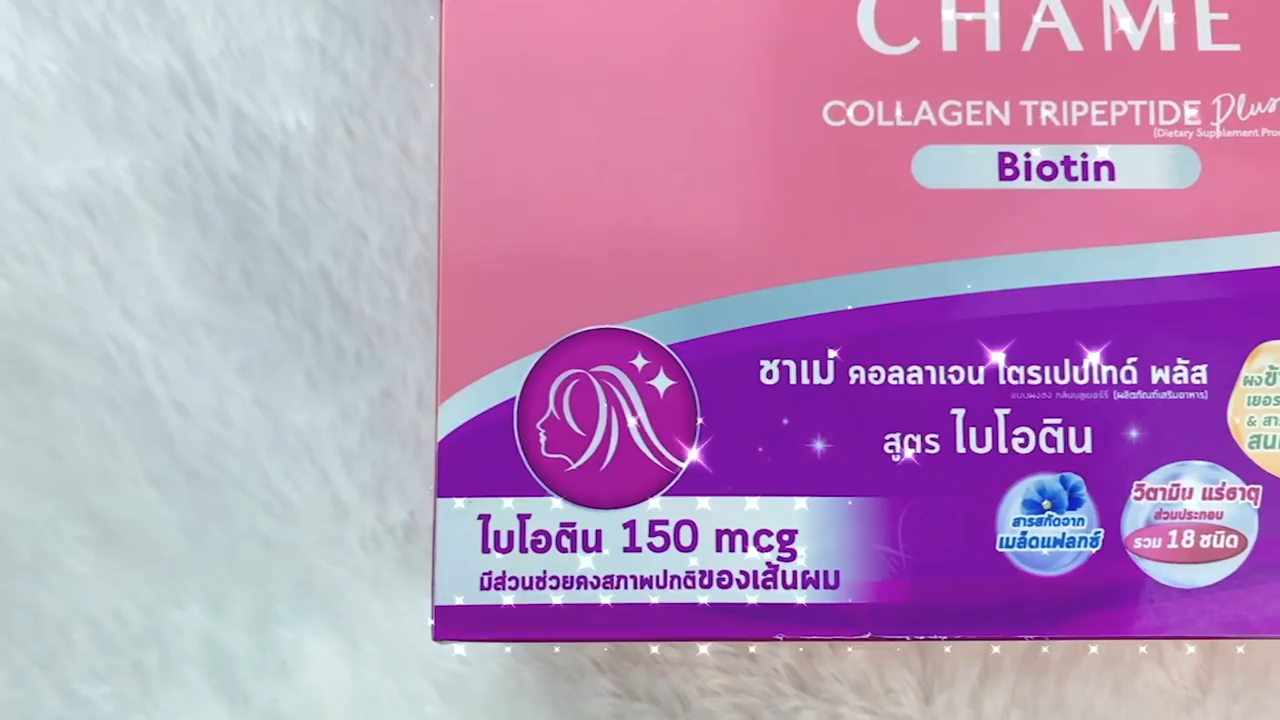 CHAME
COLLAGEN TRIPEPTIDE Plus
(Dietary Supplement
Biotin
ชาเม่ คอลลาเจน ไตรเปปไทด์ พลัส
(ผลิตภัณฑ์เสริมอาหาร)
สูตร ไบโอติน
& 
วิตามิน แร่ธาตุ
ส่วนประกอบ
รวม 18 ชนิด
สารสกัดจาก
เมล็ดแฟลกซ์
ไบโอติน 150 mcg
มีส่วนช่วยคงสภาพปกติของเส้นผม